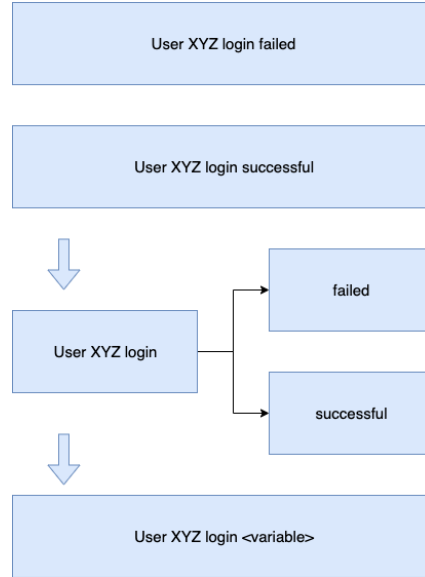 User XYZ login failed
User XYZ login successful
failed
User XYZ login
successful
User XYZ login <variable>